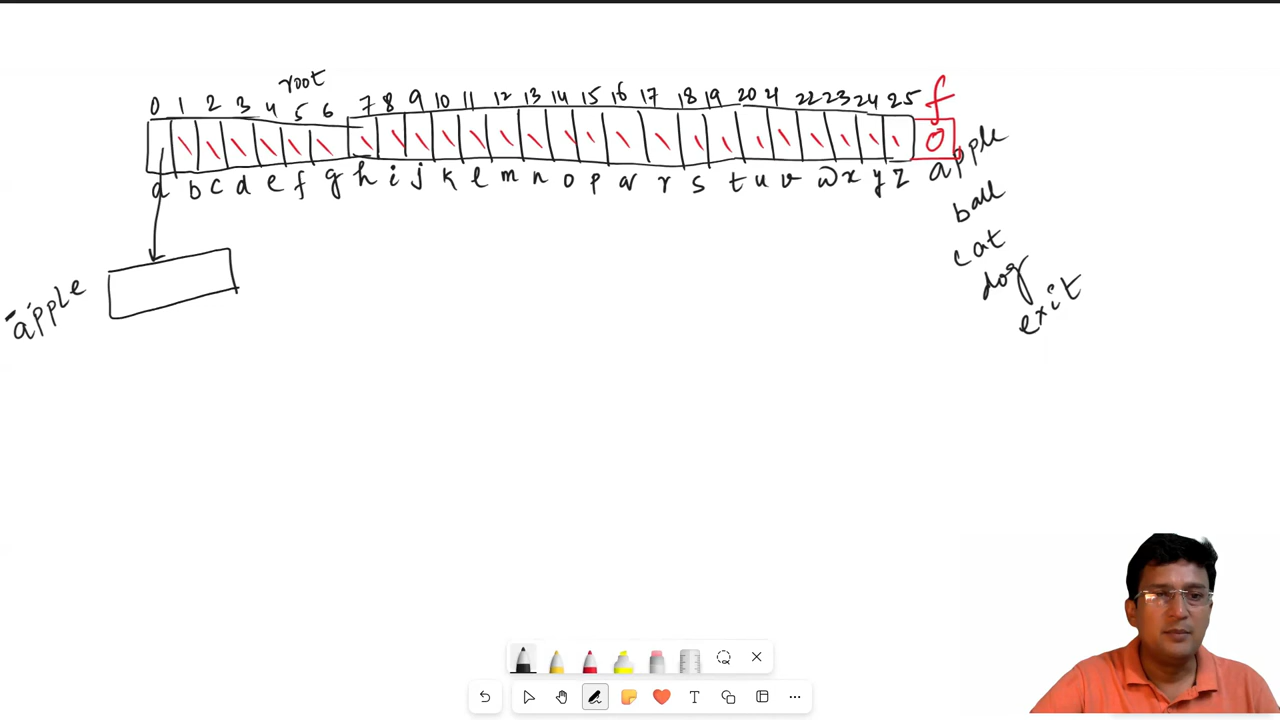 root
0 1 2 3 4 5 6 7 8 9 10 11 12 13 14 15 16 17 18 19 20 21 22 23 24 25 f
0
a b c d e f g h i j k l m n o p q r s t u v w x y z
apple
ball
cat
dog
exit
apple
T